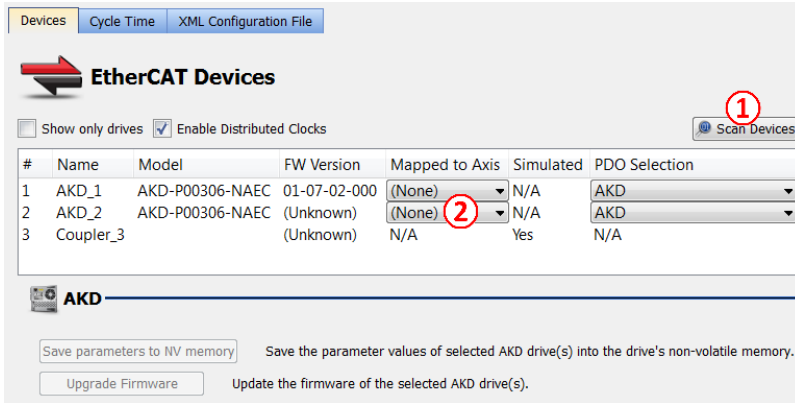 Devices Cycle Time XML Configuration File
EtherCAT Devices
1
Show only drives Enable Distributed Clocks Scan Devices
# Name Model FW Version Mapped to Axis Simulated PDO Selection
1 AKD_1 AKD-P00306-NAEC 01-07-02-000 (None) N/A AKD
2 AKD_2 AKD-P00306-NAEC (Unknown) (None) 2 N/A AKD
3 Coupler_3 (Unknown) N/A Yes N/A
AKD
Save parameters to NV memory Save the parameter values of selected AKD drive(s) into the drive's non-volatile memory.
Upgrade Firmware Update the firmware of the selected AKD drive(s).